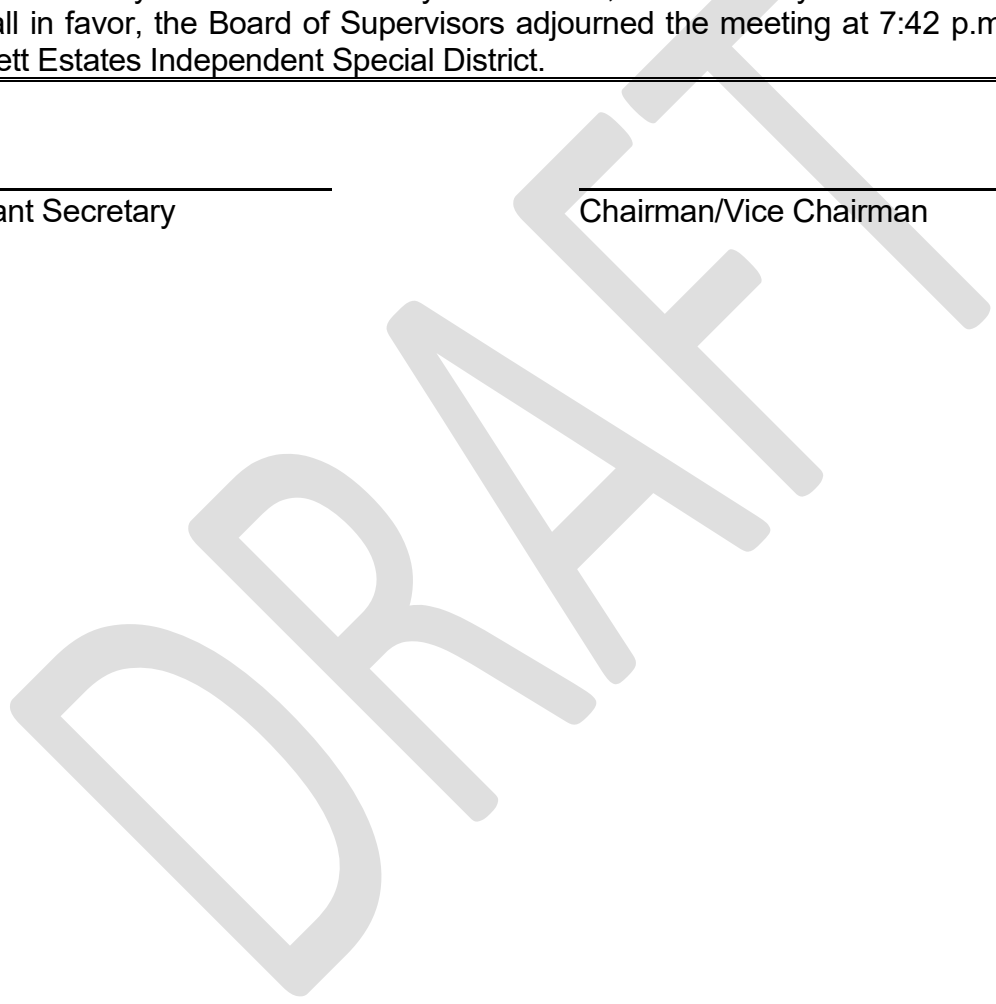 all in favor, the Board of Supervisors adjourned the meeting at 7:42 p.m
ett Estates Independent Special District.
ant Secretary
Chairman/Vice Chairman
DRAFT